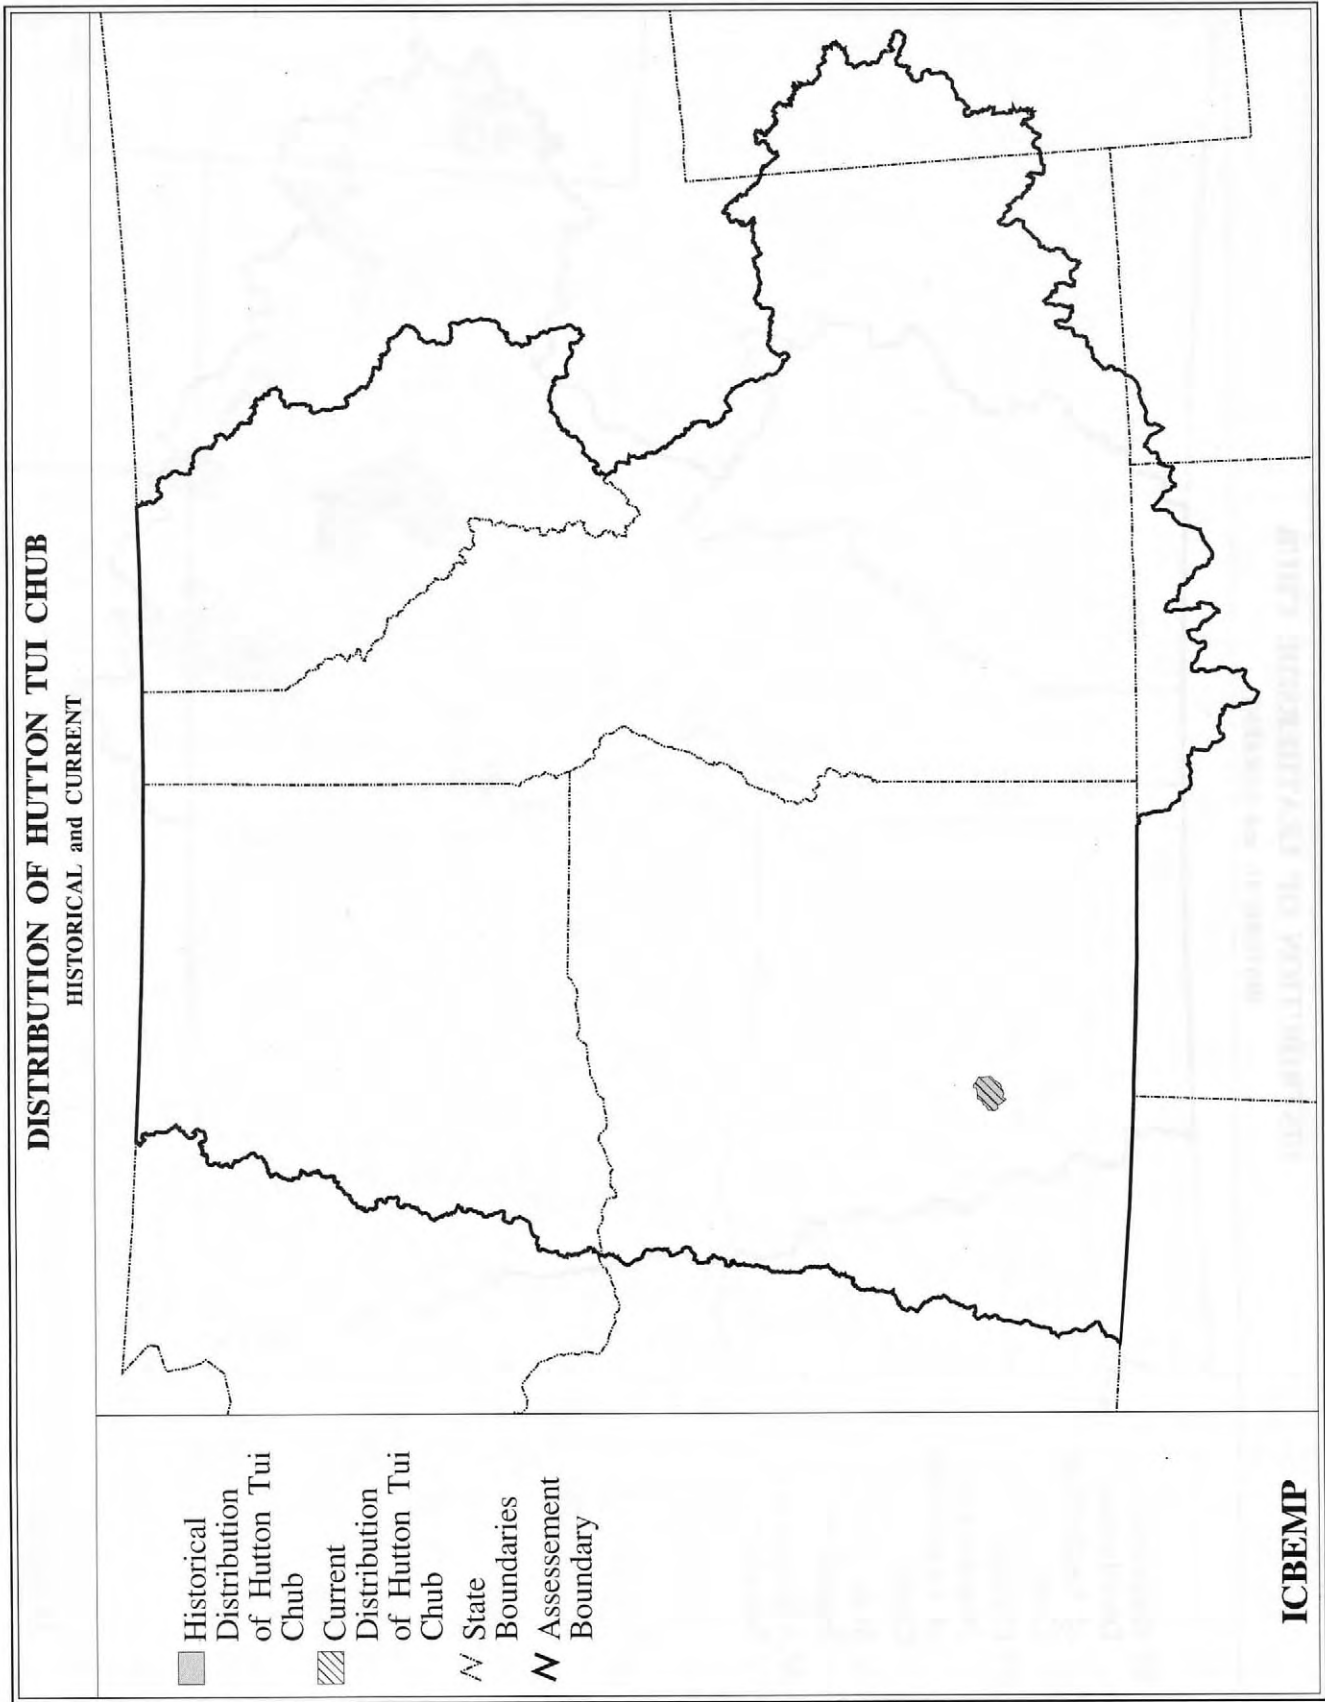 DISTRIBUTION OF HUTTON TUI CHUB
HISTORICAL and CURRENT
Historical
Distribution
of Hutton Tui
Chub
Current
Distribution
of Hutton Tui
Chub
State
Boundaries
Assessement
Boundary
ICBEMP